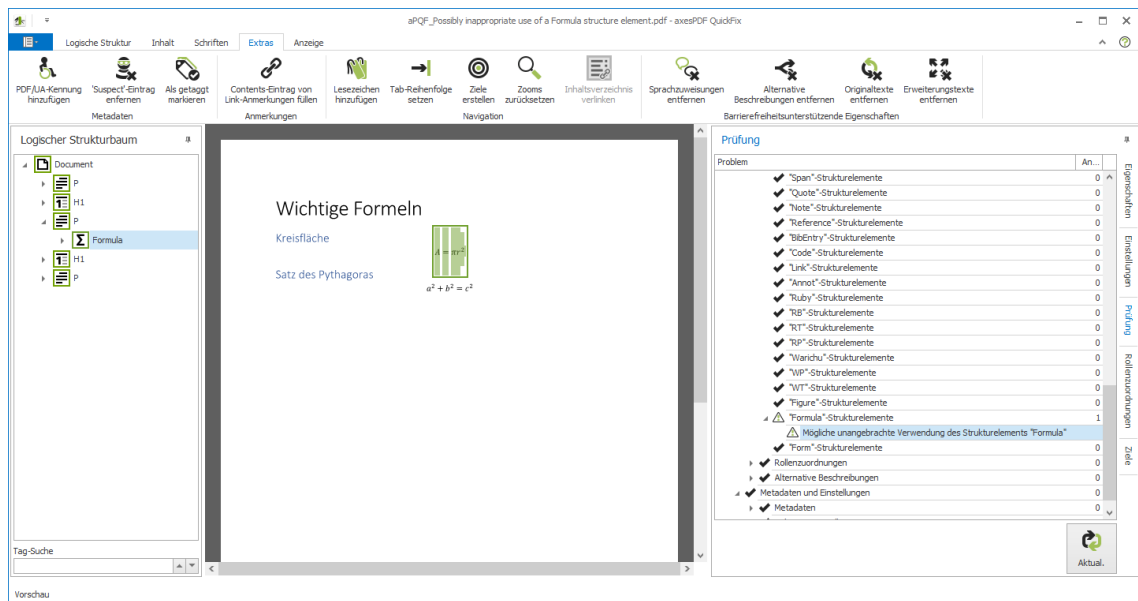 aPQF_Possibly inappropriate use of a Formula structure element.pdf - axesPDF QuickFix
Logische Struktur Inhalt Schriften Extras Anzeige
PDF/UA-Kennung hinzufügen
'Suspect'-Eintrag entfernen
Als getaggt markieren
Contents-Eintrag von Link-Anmerkungen füllen
Lesezeichen hinzufügen
Tab-Reihenfolge setzen
Ziele erstellen
Zooms zurücksetzen
Inhaltsverzeichnis verlinken
Sprachzuweisungen entfernen
Alternative Beschreibungen entfernen
Originaltexte entfernen
Erweiterungstexte entfernen
Metadaten
Anmerkungen
Navigation
Barrierefreiheitsunterstützende Eigenschaften
Logischer Strukturbaum
Document
P
H1
P
Formula
H1
P
Tag-Suche
Vorschau
Wichtige Formeln
Kreisfläche
A = πr²
Satz des Pythagoras
a² + b² = c²
Prüfung
Problem An...
"Span"-Strukturelemente 0
"Quote"-Strukturelemente 0
"Note"-Strukturelemente 0
"Reference"-Strukturelemente 0
"BibEntry"-Strukturelemente 0
"Code"-Strukturelemente 0
"Link"-Strukturelemente 0
"Annot"-Strukturelemente 0
"Ruby"-Strukturelemente 0
"RB"-Strukturelemente 0
"RT"-Strukturelemente 0
"RP"-Strukturelemente 0
"Warichu"-Strukturelemente 0
"WP"-Strukturelemente 0
"WT"-Strukturelemente 0
"Figure"-Strukturelemente 0
"Formula"-Strukturelemente 1
Mögliche unangebrachte Verwendung des Strukturelements "Formula"
"Form"-Strukturelemente 0
Rollenzuordnungen 0
Alternative Beschreibungen 0
Metadaten und Einstellungen 0
Metadaten 0
Aktual.
Eigenschaften
Einstellungen
Prüfung
Rollenzuordnungen
Ziele